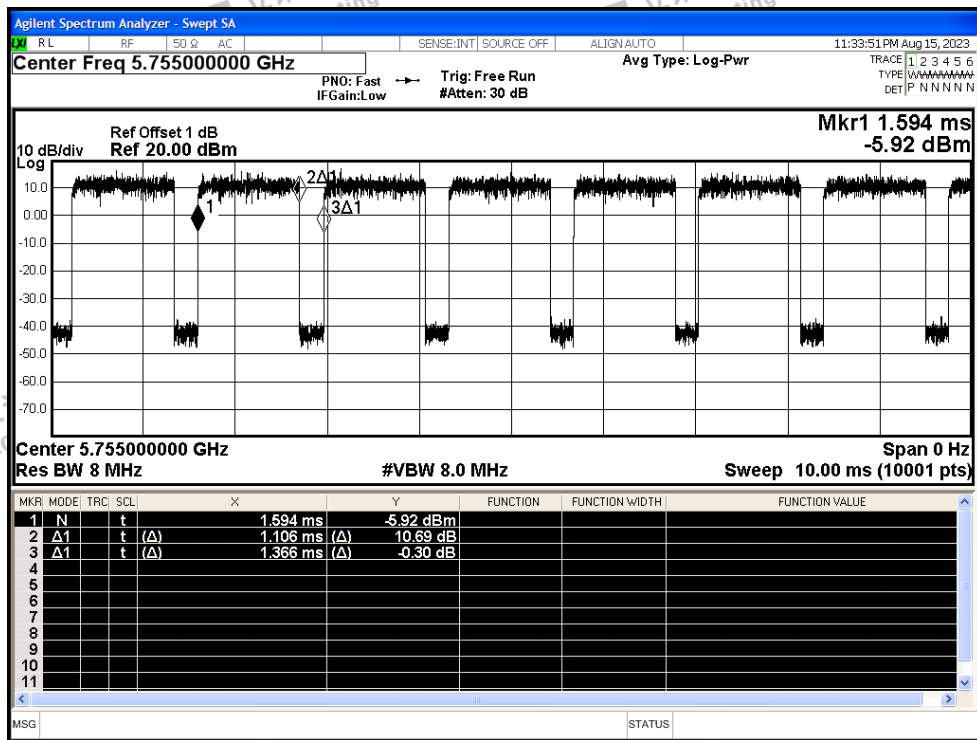 Agilent Spectrum Analyzer - Swept SA
LXI RL RF 50 Ω AC SENSE:INT SOURCE OFF ALIGN AUTO 11:33:51 PM Aug 15, 2023
Center Freq 5.755000000 GHz Avg Type: Log-Pwr TRACE 1 2 3 4 5 6
PNO: Fast Trig: Free Run TYPE
IFGain:Low #Atten: 30 dB DET P N N N N N
Mkr1 1.594 ms
-5.92 dBm
Ref Offset 1 dB
10 dB/div Ref 20.00 dBm
Log
10.0
0.00
-10.0
-20.0
-30.0
-40.0
-50.0
-60.0
-70.0
1
2Δ1
3Δ1
Center 5.755000000 GHz Span 0 Hz
Res BW 8 MHz #VBW 8.0 MHz Sweep 10.00 ms (10001 pts)
MKR MODE TRC SCL X Y FUNCTION FUNCTION WIDTH FUNCTION VALUE
1 N t 1.594 ms -5.92 dBm
2 Δ1 t (Δ) 1.106 ms (Δ) 10.69 dB
3 Δ1 t (Δ) 1.366 ms (Δ) -0.30 dB
4
5
6
7
8
9
10
11
MSG STATUS